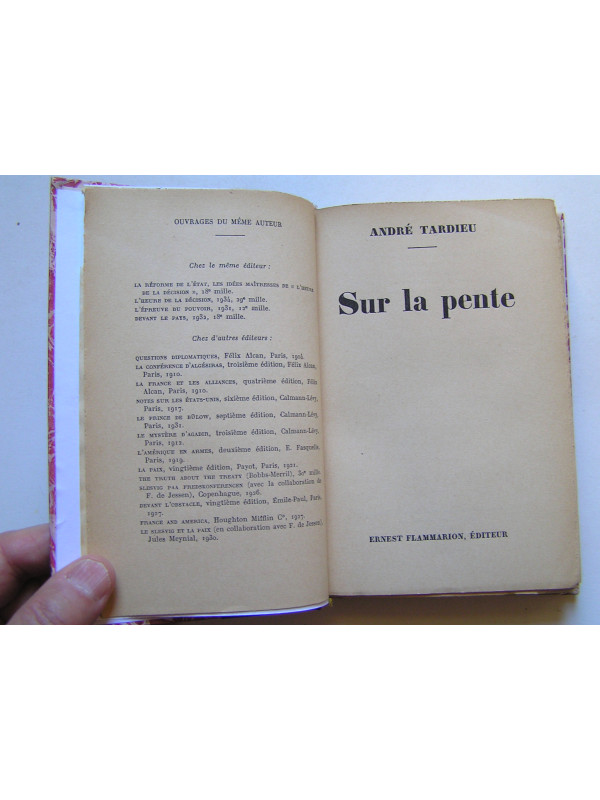 OUVRAGES DU MÊME AUTEUR
Chez le même éditeur :
LA RÉFORME DE L'ÉTAT, LES IDÉES MAÎTRESSES DE « L'HEURE
DE LA DÉCISION », 18e mille.
L'HEURE DE LA DÉCISION, 1934, 29e mille.
L'ÉPREUVE DU POUVOIR, 1931, 12e mille.
DEVANT LE PAYS, 1932, 18e mille.
Chez d'autres éditeurs :
QUESTIONS DIPLOMATIQUES, Félix Alcan, Paris,
LA CONFÉRENCE D'ALGÉSIRAS, troisième édition, Félix Alcan,
Paris, 1910.
LA FRANCE ET LES ALLIANCES, quatrième édition, Félix
Alcan, Paris, 1910.
NOTES SUR LES ÉTATS-UNIS, sixième édition, Calmann-Lévy,
Paris, 1917.
LE PRINCE DE BÜLOW, septième édition, Calmann-Lévy,
Paris, 1931.
LE MYSTÈRE D'AGADIR, troisième édition, Calmann-Lévy,
Paris, 1912.
L'AMÉRIQUE EN ARMES, deuxième édition, E. Fasquelle,
Paris, 1919.
LA PAIX, vingtième édition, Payot, Paris, 1921.
THE TRUTH ABOUT THE TREATY (Bobbs-Merril), 50e mille.
SLESVIG PAA FREDSKONFERENCEN (avec la collaboration de
F. de Jessen), Copenhague, 1926.
DEVANT L'OBSTACLE, vingtième édition, Émile-Paul, Paris,
1927.
FRANCE AND AMERICA, Houghton Mifflin Co, 1927.
LE SLESVIG ET LA PAIX (en collaboration avec F. de Jessen),
Jules Meynial, 1930.
ANDRÉ TARDIEU
Sur la pente
ERNEST FLAMMARION, ÉDITEUR